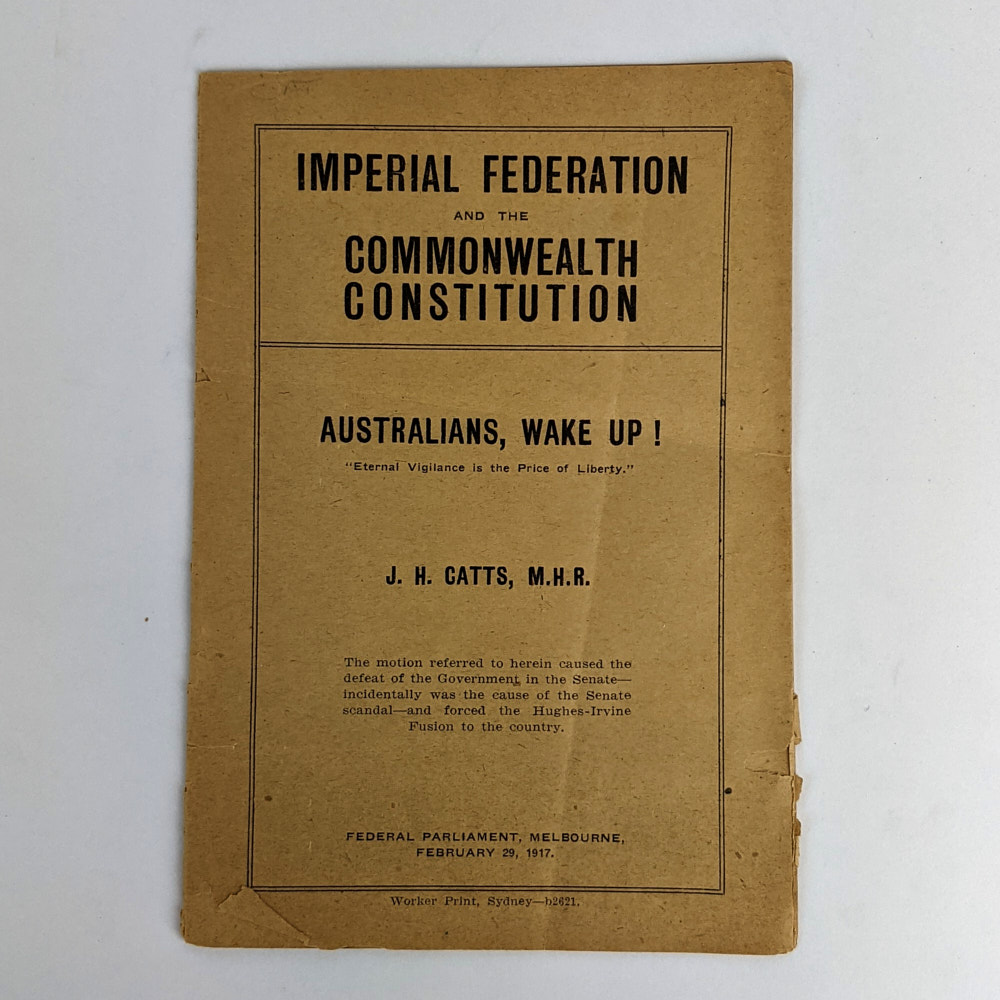 IMPERIAL FEDERATION
AND THE
COMMONWEALTH
CONSTITUTION
AUSTRALIANS, WAKE UP !
"Eternal Vigilance is the Price of Liberty."
J. H. CATTS, M.H.R.
The motion referred to herein caused the
defeat of the Government in the Senate—
incidentally was the cause of the Senate
scandal—and forced the Hughes-Irvine
Fusion to the country.
FEDERAL PARLIAMENT, MELBOURNE,
FEBRUARY 29, 1917.
Worker Print, Sydney—b2621.